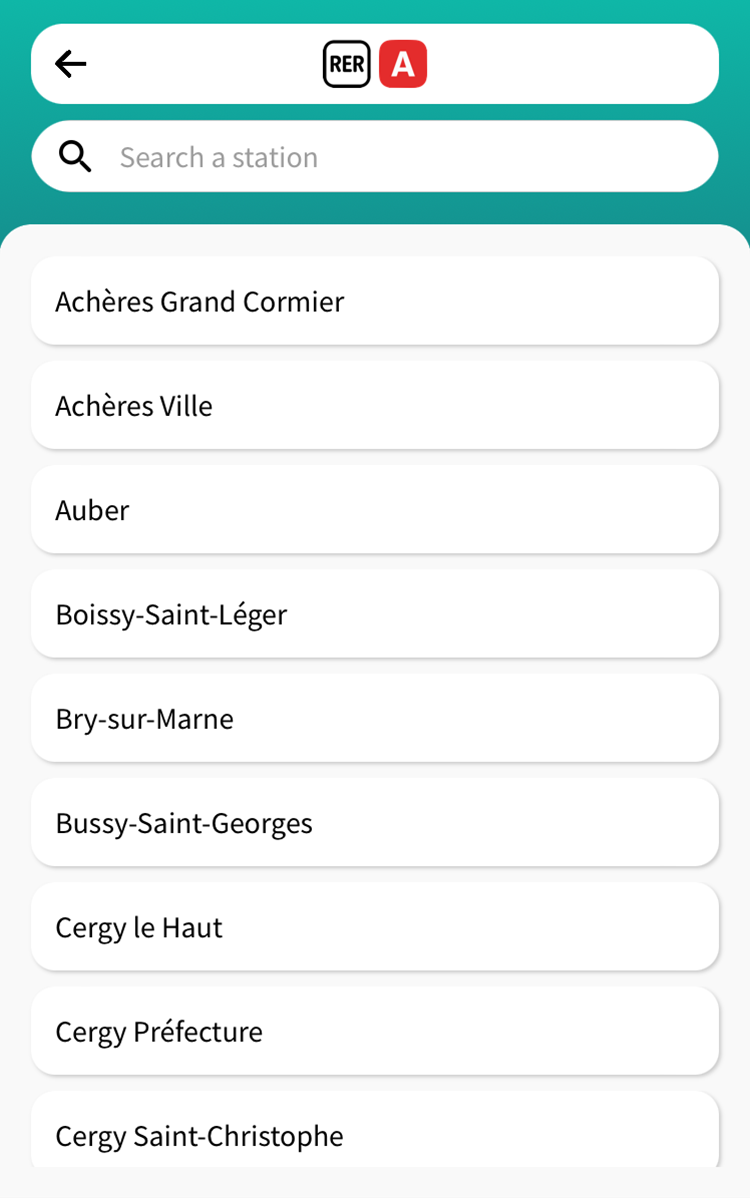 RER A
Search a station
Achères Grand Cormier
Achères Ville
Auber
Boissy-Saint-Léger
Bry-sur-Marne
Bussy-Saint-Georges
Cergy le Haut
Cergy Préfecture
Cergy Saint-Christophe